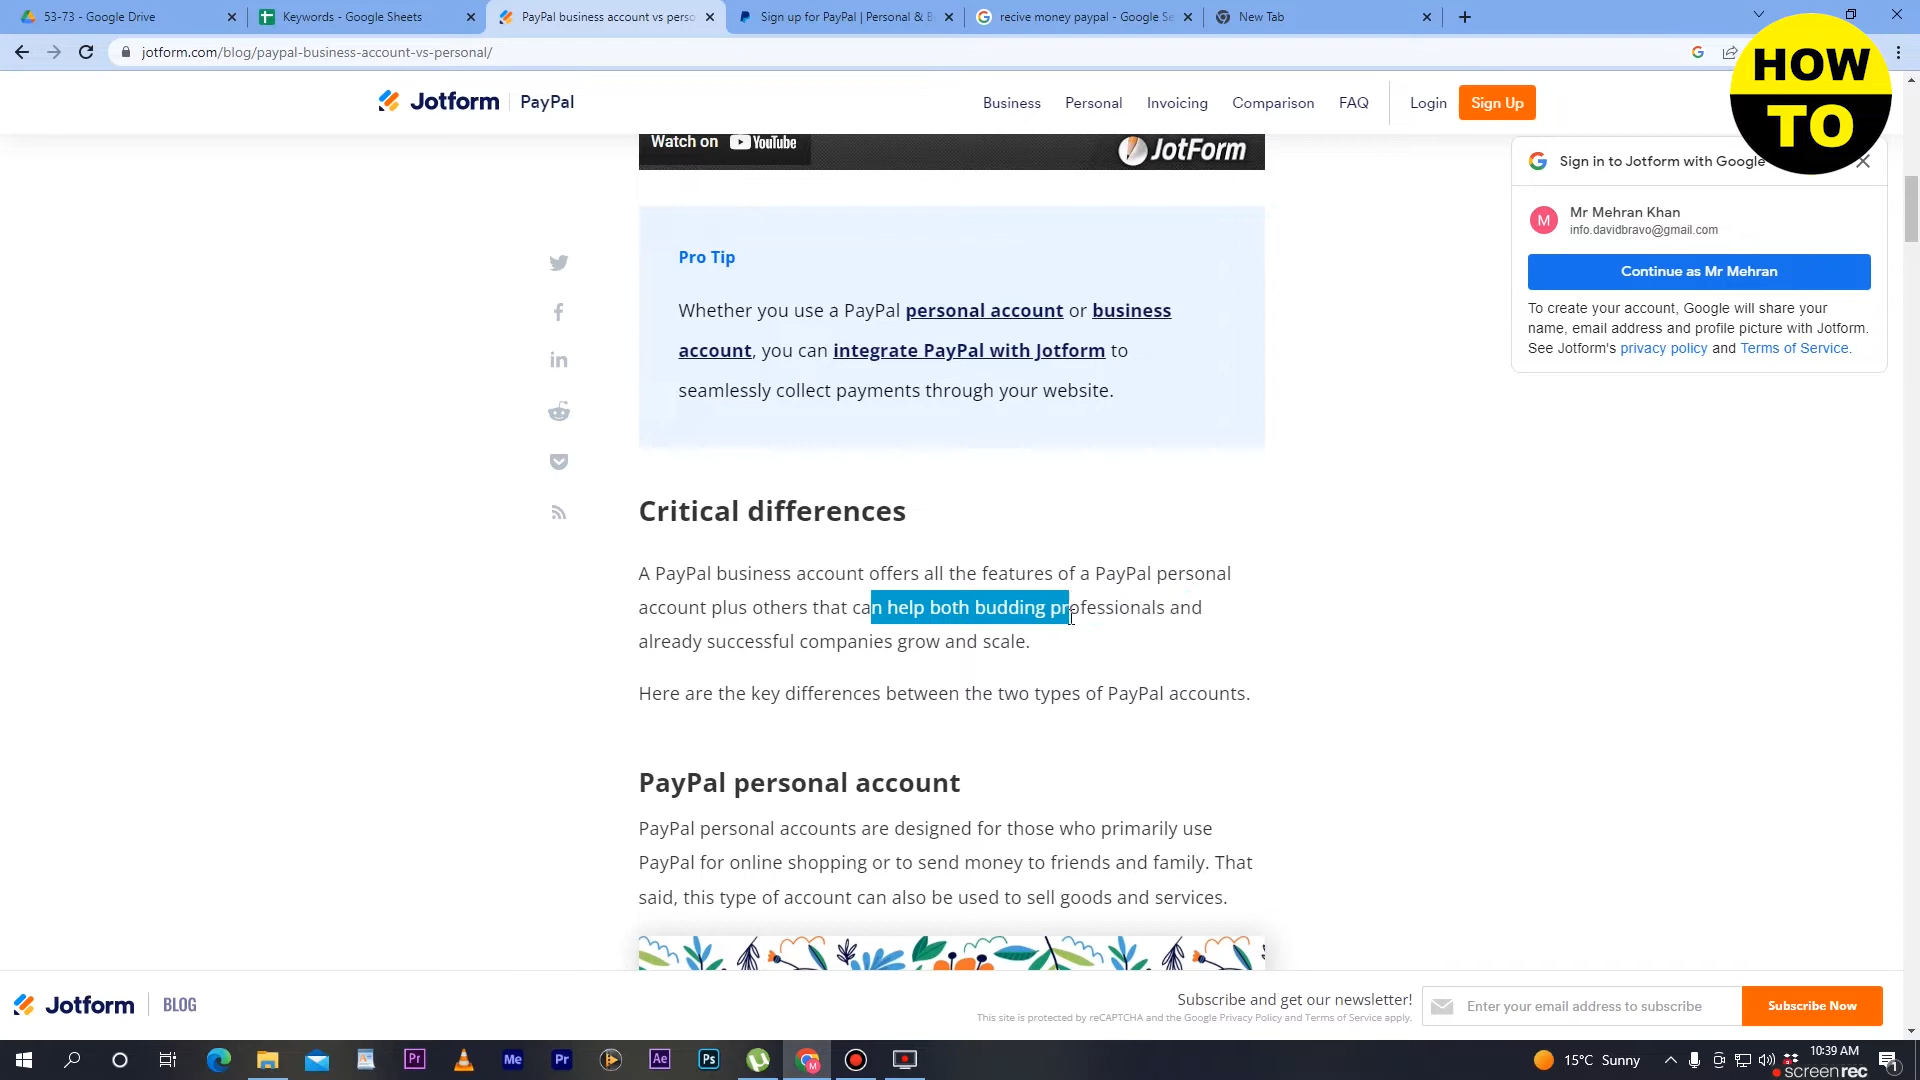 53-73 - Google Drive
Keywords - Google Sheets
PayPal business account vs perso
Sign up for PayPal | Personal & B
recive money paypal - Google Se
New Tab
jotform.com/blog/paypal-business-account-vs-personal/
HOW
TO
Jotform PayPal
Business Personal Invoicing Comparison FAQ Login Sign Up
Watch on YouTube
JotForm
Sign in to Jotform with Google
M
Mr Mehran Khan
info.davidbravo@gmail.com
Continue as Mr Mehran
To create your account, Google will share your
name, email address and profile picture with Jotform.
See Jotform's privacy policy and Terms of Service.
Pro Tip
Whether you use a PayPal personal account or business
account, you can integrate PayPal with Jotform to
seamlessly collect payments through your website.
Critical differences
A PayPal business account offers all the features of a PayPal personal
account plus others that can help both budding professionals and
already successful companies grow and scale.
Here are the key differences between the two types of PayPal accounts.
PayPal personal account
PayPal personal accounts are designed for those who primarily use
PayPal for online shopping or to send money to friends and family. That
said, this type of account can also be used to sell goods and services.
Jotform BLOG
Subscribe and get our newsletter!
This site is protected by reCAPTCHA and the Google Privacy Policy and Terms of Service apply.
Enter your email address to subscribe
Subscribe Now
Pr
Me
Pr
Ae
Ps
M
15°C Sunny
10:39 AM
screenrec
1